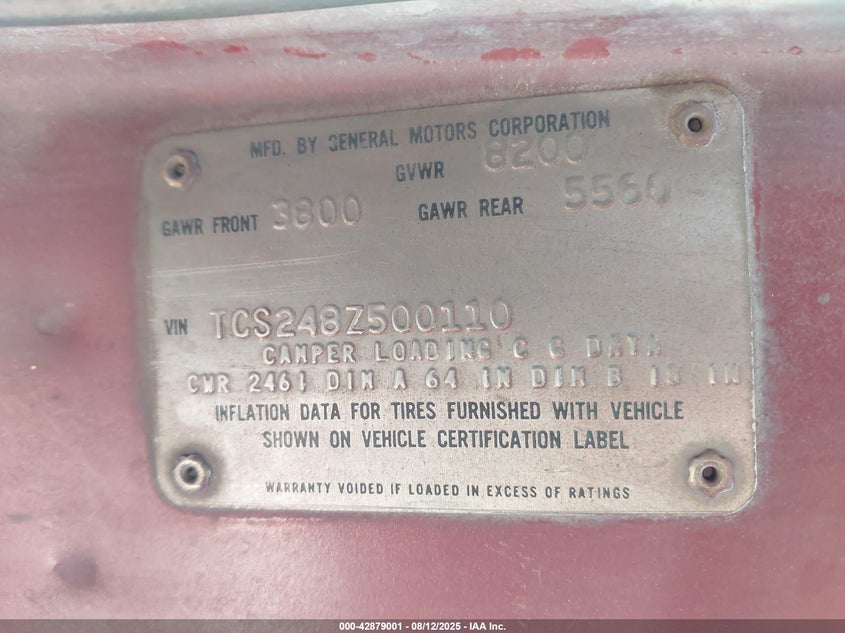 MFD. BY GENERAL MOTORS CORPORATION
GVWR 8200
GAWR FRONT 3800 GAWR REAR 5560
VIN TCS248Z500110
CAMPER LOADING C G DATA
CWR 2461 DIM A 64 IN DIM B IN
INFLATION DATA FOR TIRES FURNISHED WITH VEHICLE
SHOWN ON VEHICLE CERTIFICATION LABEL
WARRANTY VOIDED IF LOADED IN EXCESS OF RATINGS
000-42879001 - 08/12/2025 - IAA Inc.